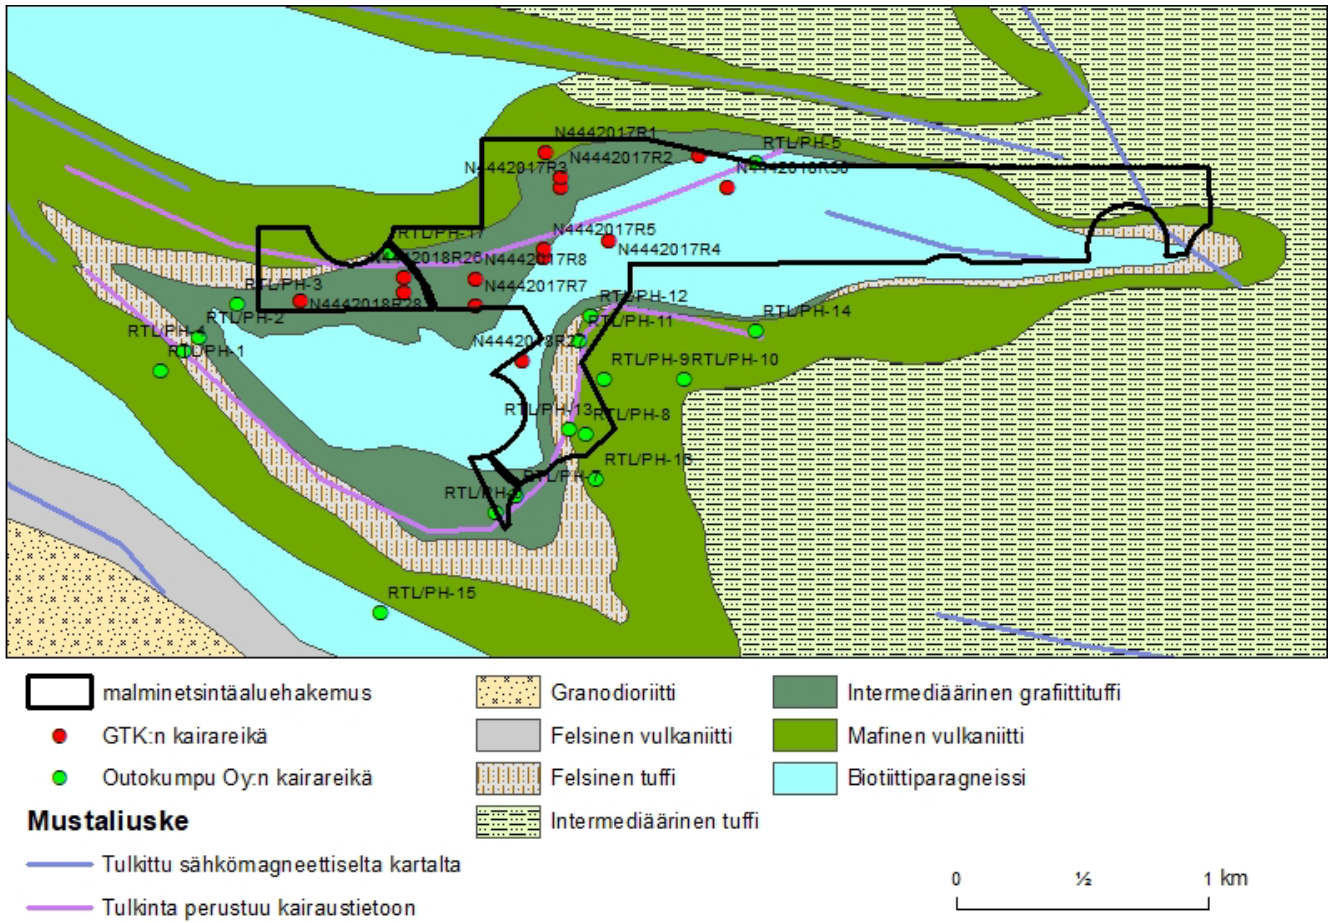 N4442017R1
RTL/PH-5
N4442017R2
N4442017R3
RTL/PH-17
N4442017R5
N4442017R4
N4442017R8
RTL/PH-3
N4442017R7
N4442018R28
RTL/PH-12
RTL/PH-2
RTL/PH-14
RTL/PH-11
RTL/PH-4
N4442018R27
RTL/PH-1
RTL/PH-9 RTL/PH-10
RTL/PH-13
RTL/PH-8
RTL/PH-7
RTL/PH-15
malminetsintäaluehakemus
GTK:n kairareikä
Outokumpu Oy:n kairareikä
Mustaliuske
Tulkittu sähkömagneettiselta kartalta
Tulkinta perustuu kairaustietoon
Granodioriitti
Felsinen vulkaniitti
Felsinen tuffi
Intermediäärinen tuffi
Intermediäärinen grafiittituffi
Mafinen vulkaniitti
Biotiittiparagneissi
0 ½ 1 km